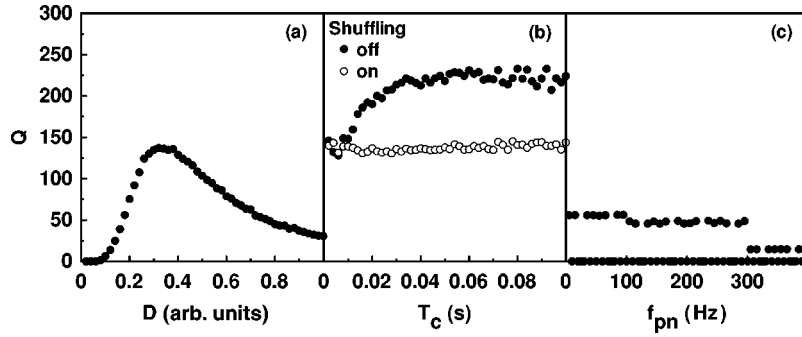 300
250
200
150
100
50
0
Q
(a)
Shuffling
off
on
(b)
(c)
0 0.2 0.4 0.6 0.8 0 0.02 0.04 0.06 0.08 0 100 200 300
D (arb. units)
T_c (s)
f_pn (Hz)